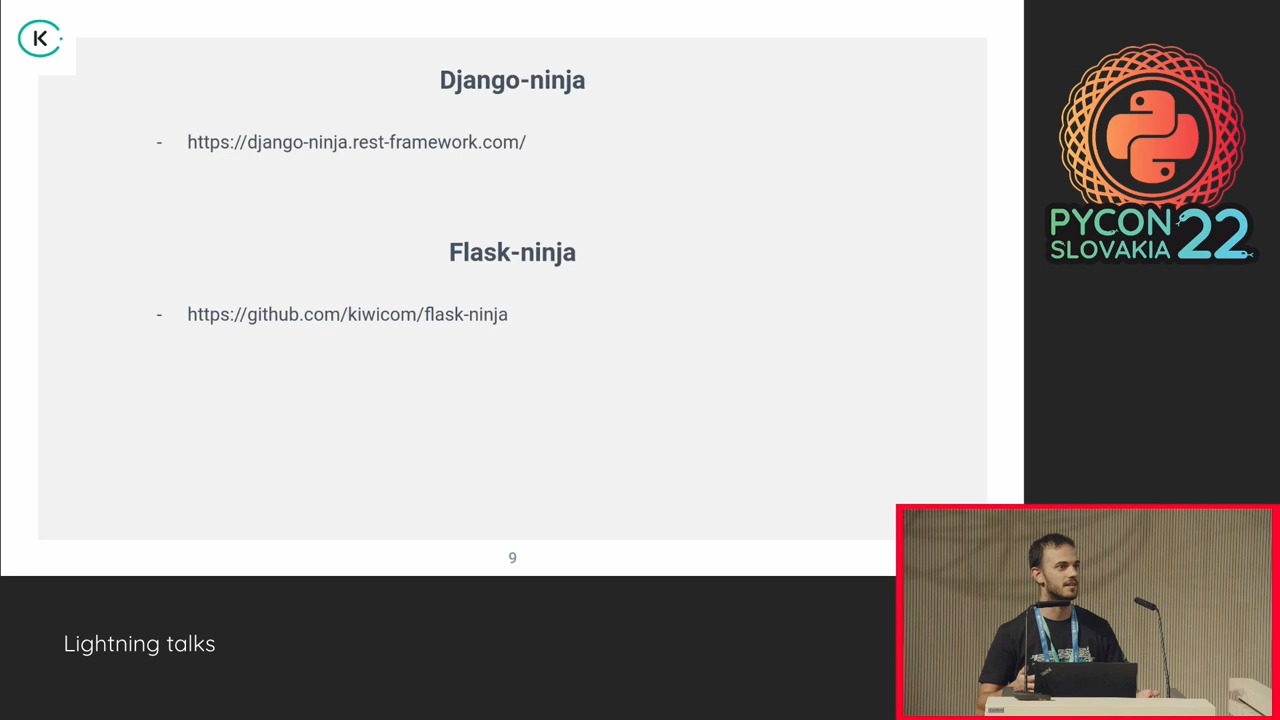 K
Django-ninja
- https://django-ninja.rest-framework.com/
Flask-ninja
- https://github.com/kiwicom/flask-ninja
9
PYCON 22
SLOVAKIA
Lightning talks